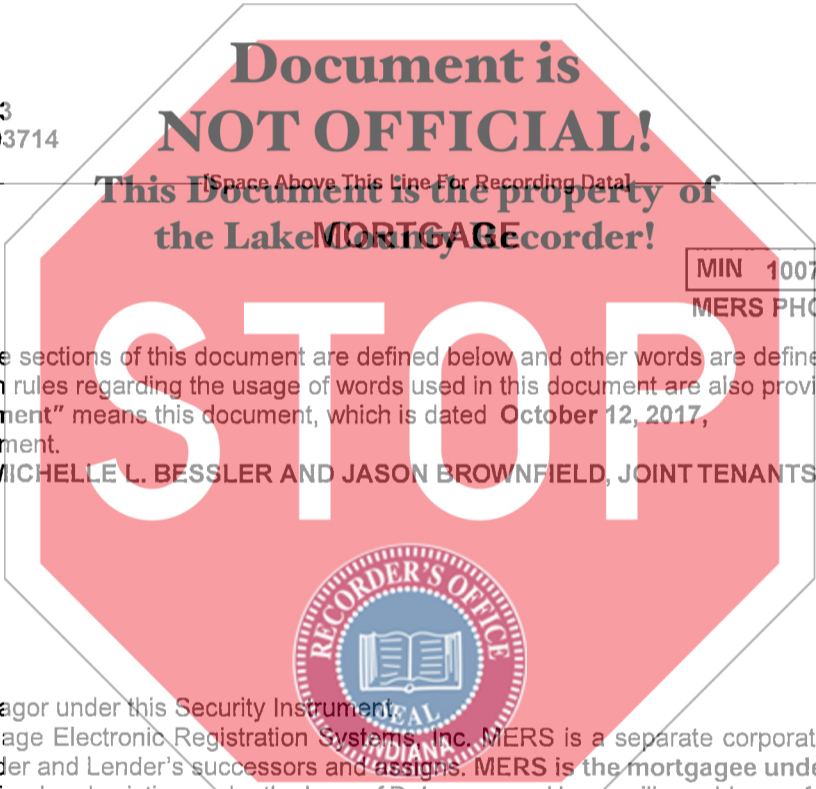 Document is
3
NOT OFFICIAL!
3714
[Space Above This Line For Recording Data]
This Document is the property of
MORTGAGE
the Lake County Recorder!
MIN 1007
MERS PHO
STOP
e sections of this document are defined below and other words are define
rules regarding the usage of words used in this document are also provi
ment” means this document, which is dated October 12, 2017,
ment.
MICHELLE L. BESSLER AND JASON BROWNFIELD, JOINT TENANTS
RECORDER'S OFFICE
SEAL
INDIANA
agor under this Security Instrument.
age Electronic Registration Systems, Inc. MERS is a separate corporat
der and Lender’s successors and assigns. MERS is the mortgagee unde